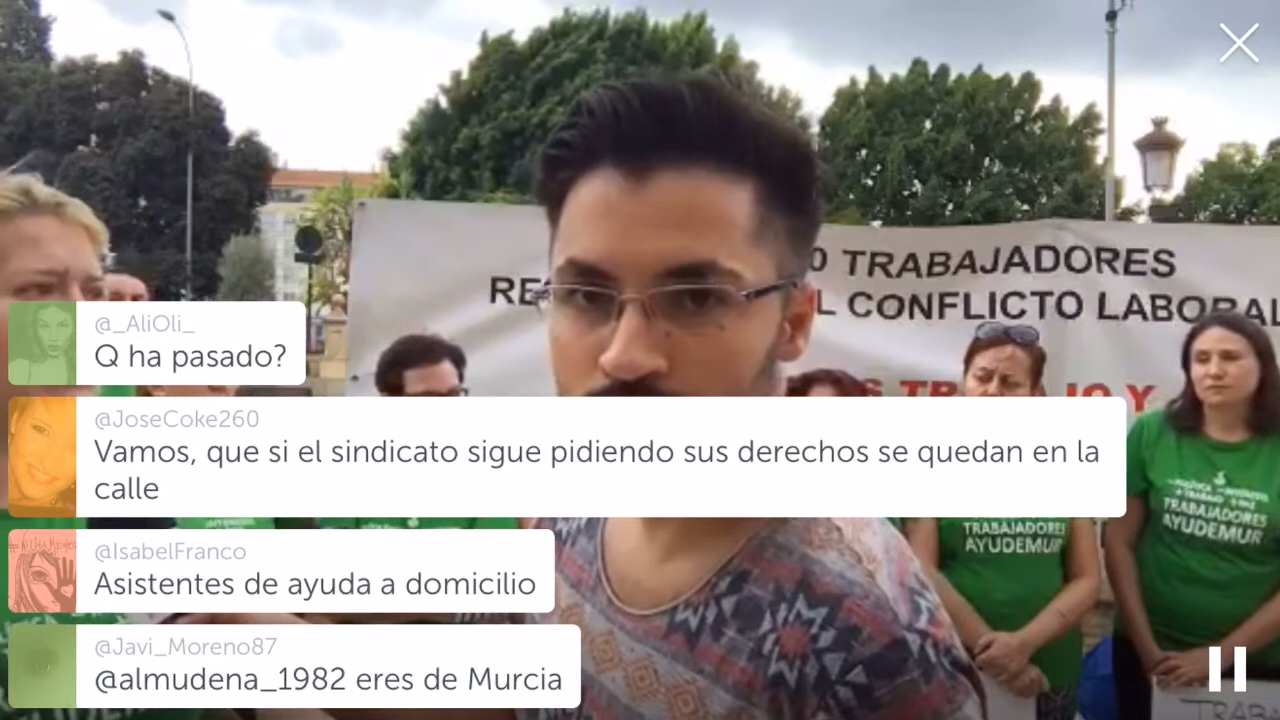 0 TRABAJADORES
L CONFLICTO LABORAL
@_AliOli_
Q ha pasado?
@JoseCoke260
Vamos, que si el sindicato sigue pidiendo sus derechos se quedan en la
calle
@IsabelFranco
Asistentes de ayuda a domicilio
@Javi_Moreno87
@almudena_1982 eres de Murcia
TRABAJADORES
AYUDEMUR
TRABAJADORES
AYUDEMUR